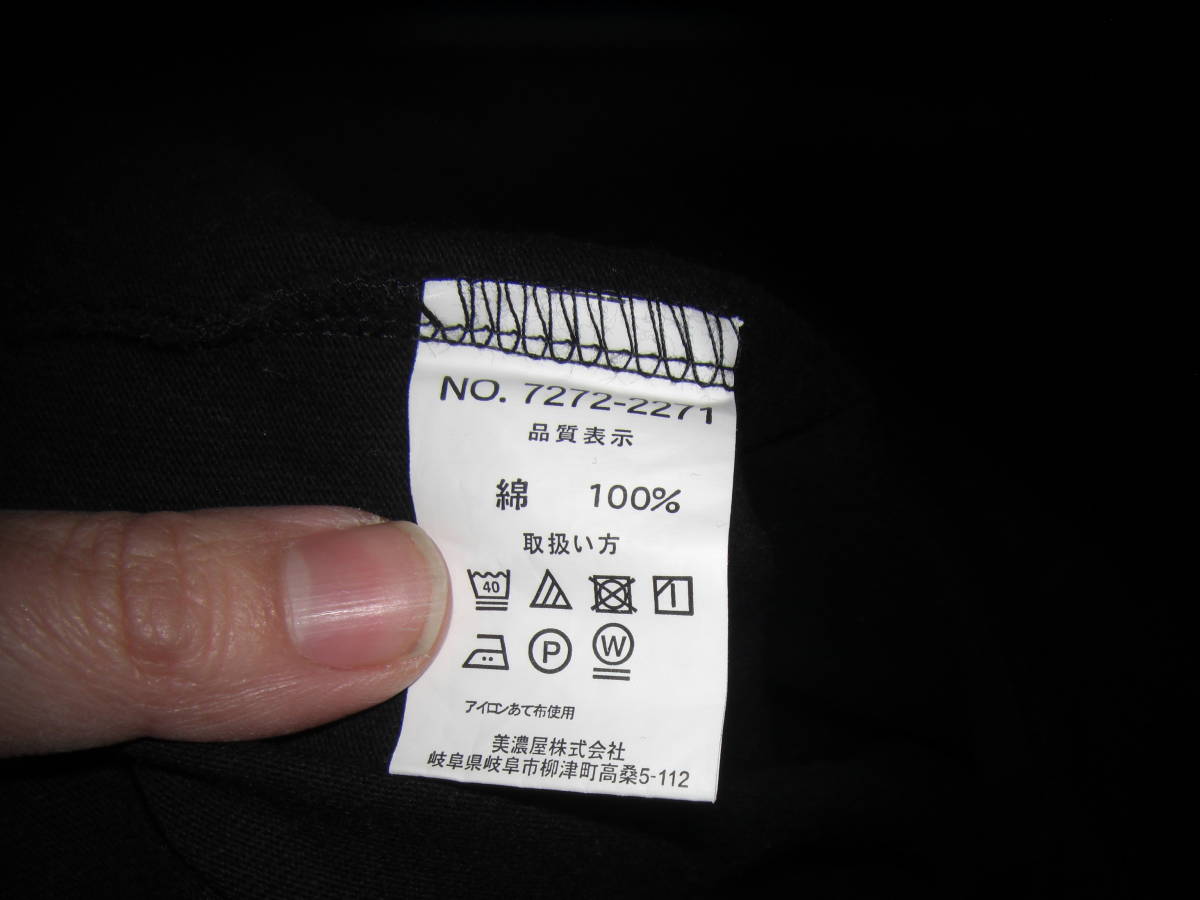 NO. 7272-2271
品質表示
綿 100%
取扱い方
40
P W
アイロンあて布使用
美濃屋株式会社
岐阜県岐阜市柳津町高桑5-112